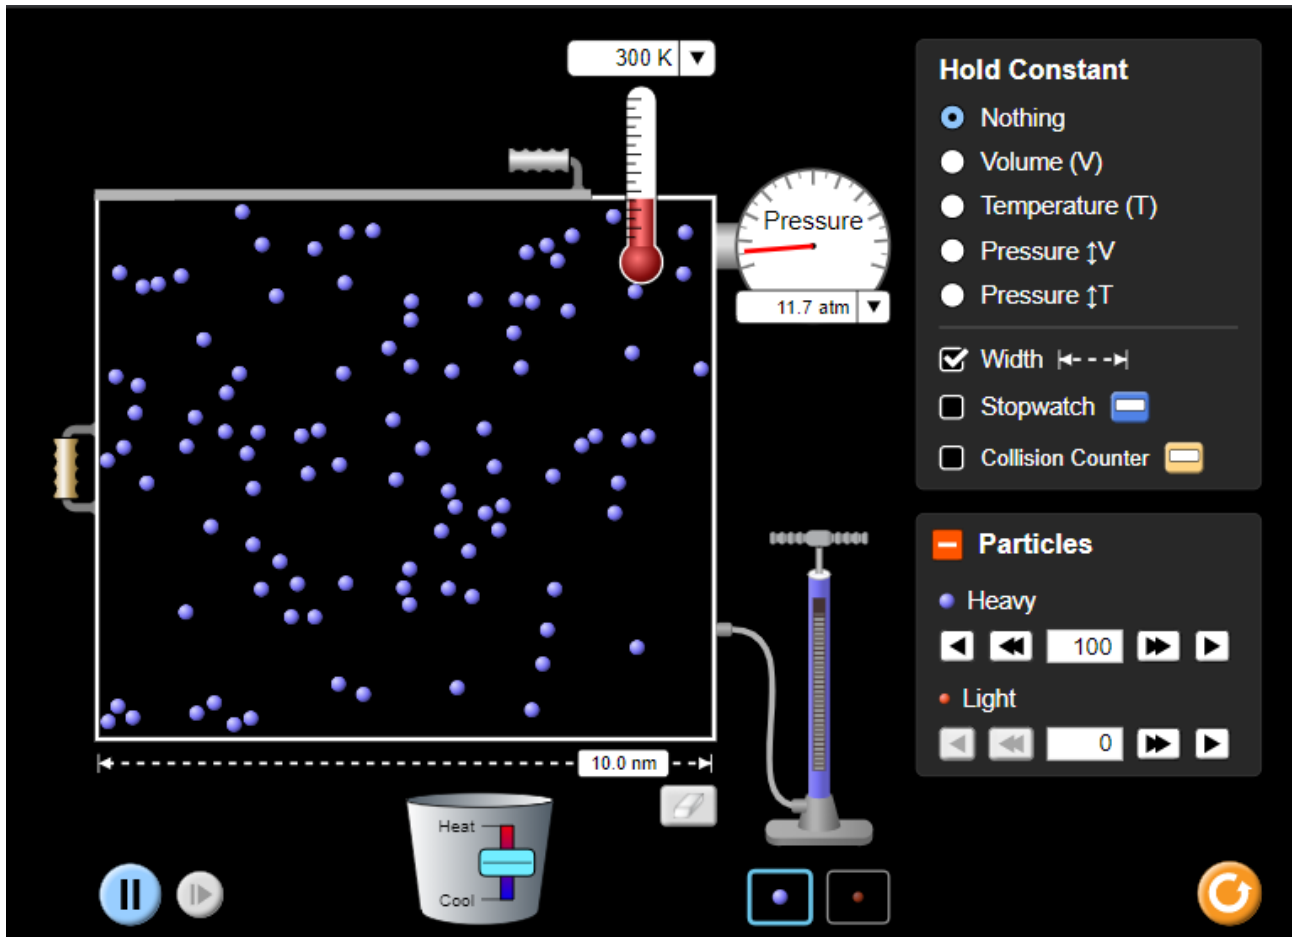 300 K
Hold Constant
Nothing
Volume (V)
Temperature (T)
Pressure ↕V
Pressure ↕T
Width
Stopwatch
Collision Counter
Pressure
11.7 atm
Particles
Heavy
100
Light
0
10.0 nm
Heat
Cool